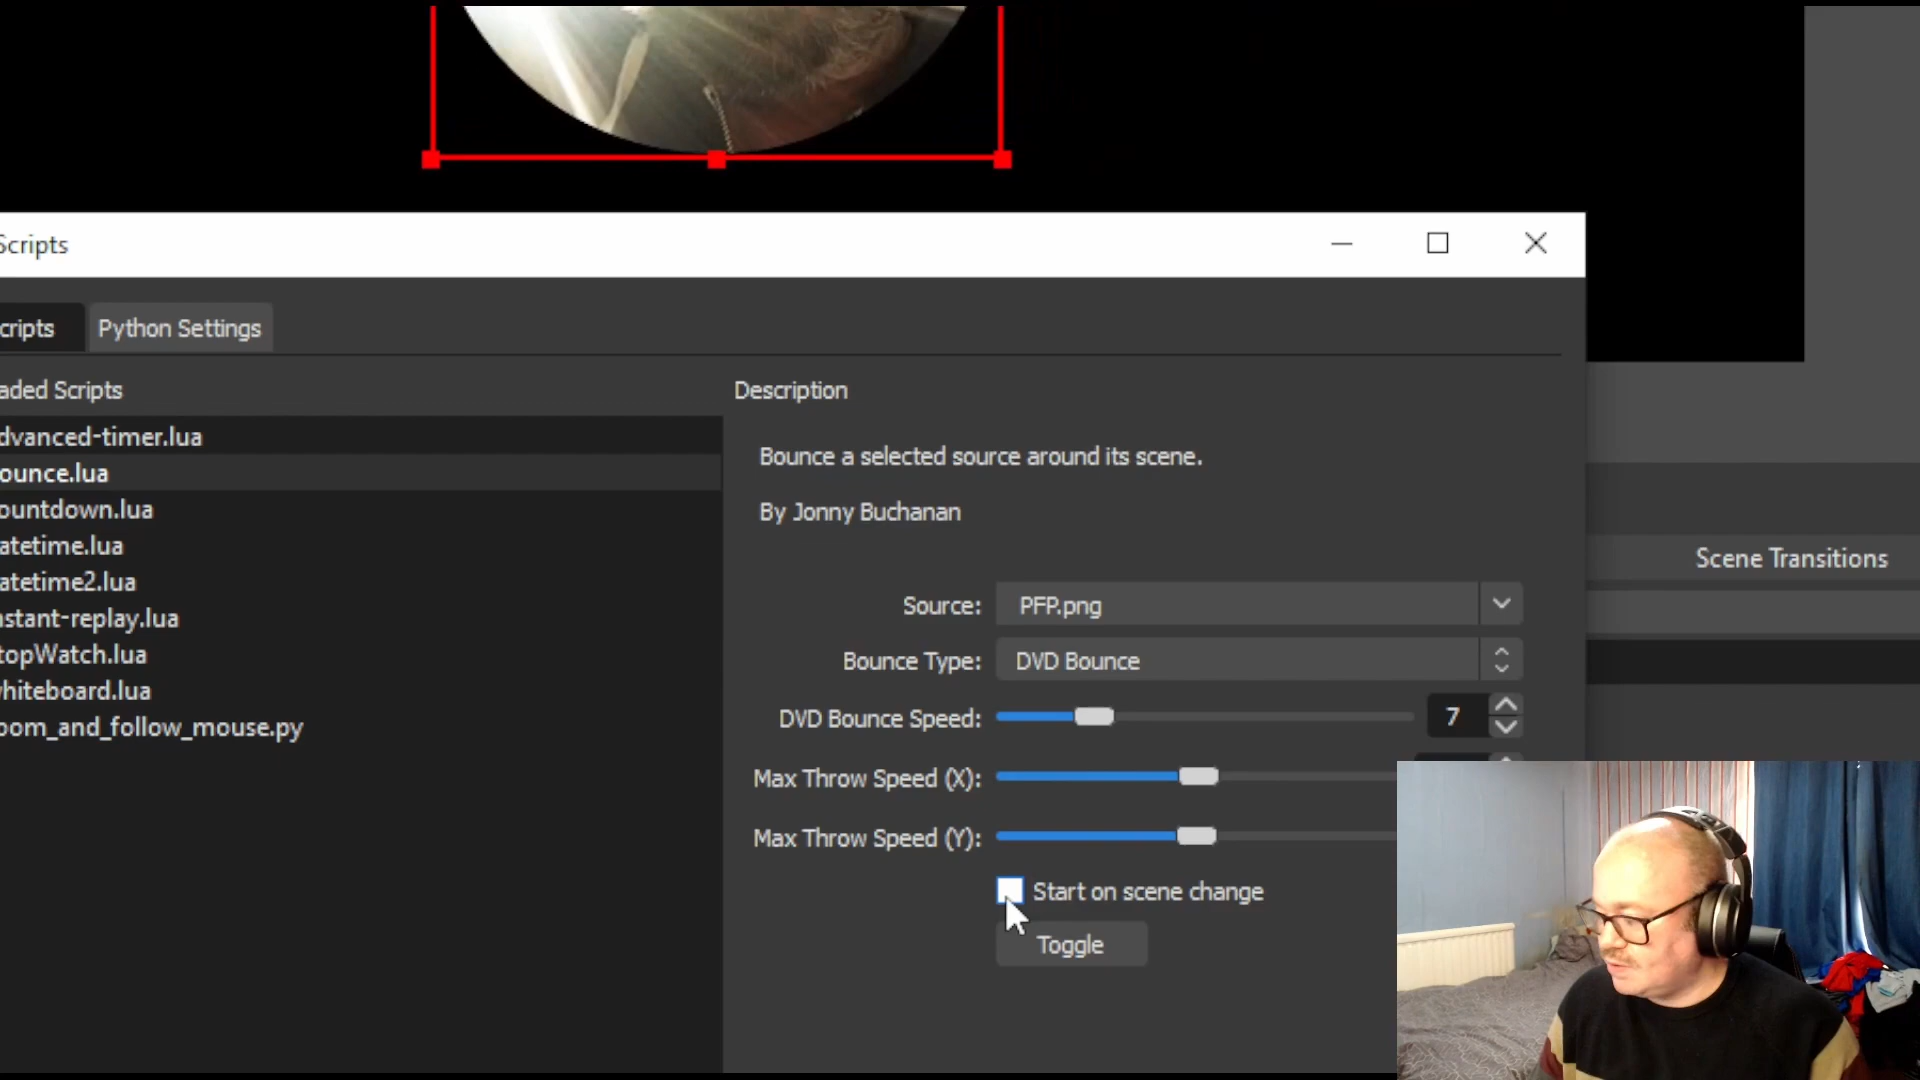 Scripts
cripts
Python Settings
aded Scripts
Description
dvanced-timer.lua
ounce.lua
ountdown.lua
atetime.lua
atetime2.lua
nstant-replay.lua
topWatch.lua
whiteboard.lua
oom_and_follow_mouse.py
Bounce a selected source around its scene.
By Jonny Buchanan
Source: PFP.png
Bounce Type: DVD Bounce
DVD Bounce Speed: 7
Max Throw Speed (X):
Max Throw Speed (Y):
Start on scene change
Toggle
Scene Transitions